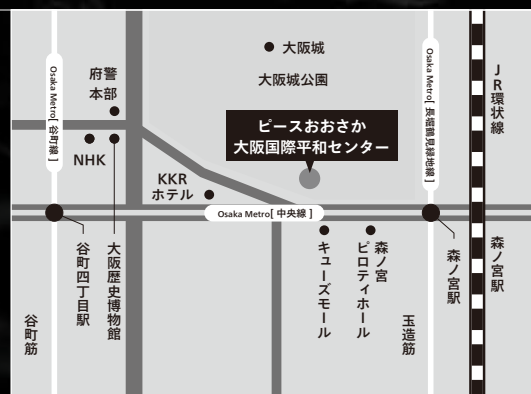 大阪城
大阪城公園
府警
本部
Osaka Metro[ 谷町線 ]
Osaka Metro[ 長堀鶴見緑地線 ]
JR環状線
ピースおおさか
大阪国際平和センター
NHK
KKR
ホテル
Osaka Metro[ 中央線 ]
谷町四丁目駅
大阪歴史博物館
キューズモール
森ノ宮
ピロティホール
森ノ宮駅
森ノ宮駅
谷町筋
玉造筋